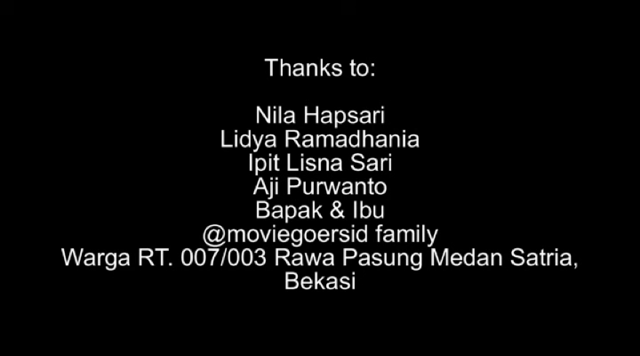 Thanks to:
Nila Hapsari
Lidya Ramadhania
Ipit Lisna Sari
Aji Purwanto
Bapak & Ibu
@moviegoersid family
Warga RT. 007/003 Rawa Pasung Medan Satria,
Bekasi